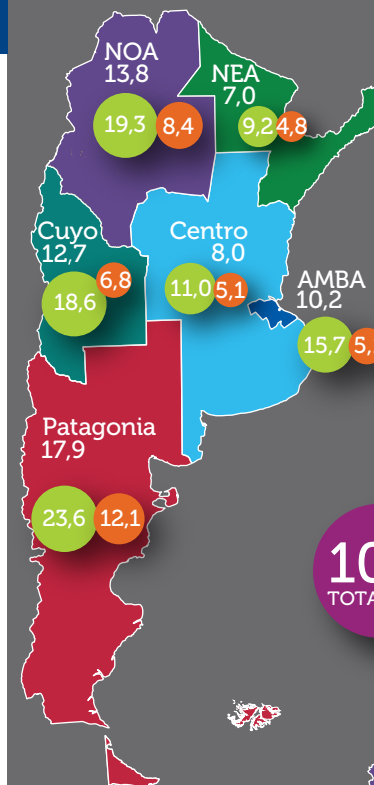 NOA
13,8
19,3 8,4
NEA
7,0
9,2 4,8
Cuyo
12,7
18,6 6,8
Centro
8,0
11,0 5,1
AMBA
10,2
15,7
Patagonia
17,9
23,6 12,1